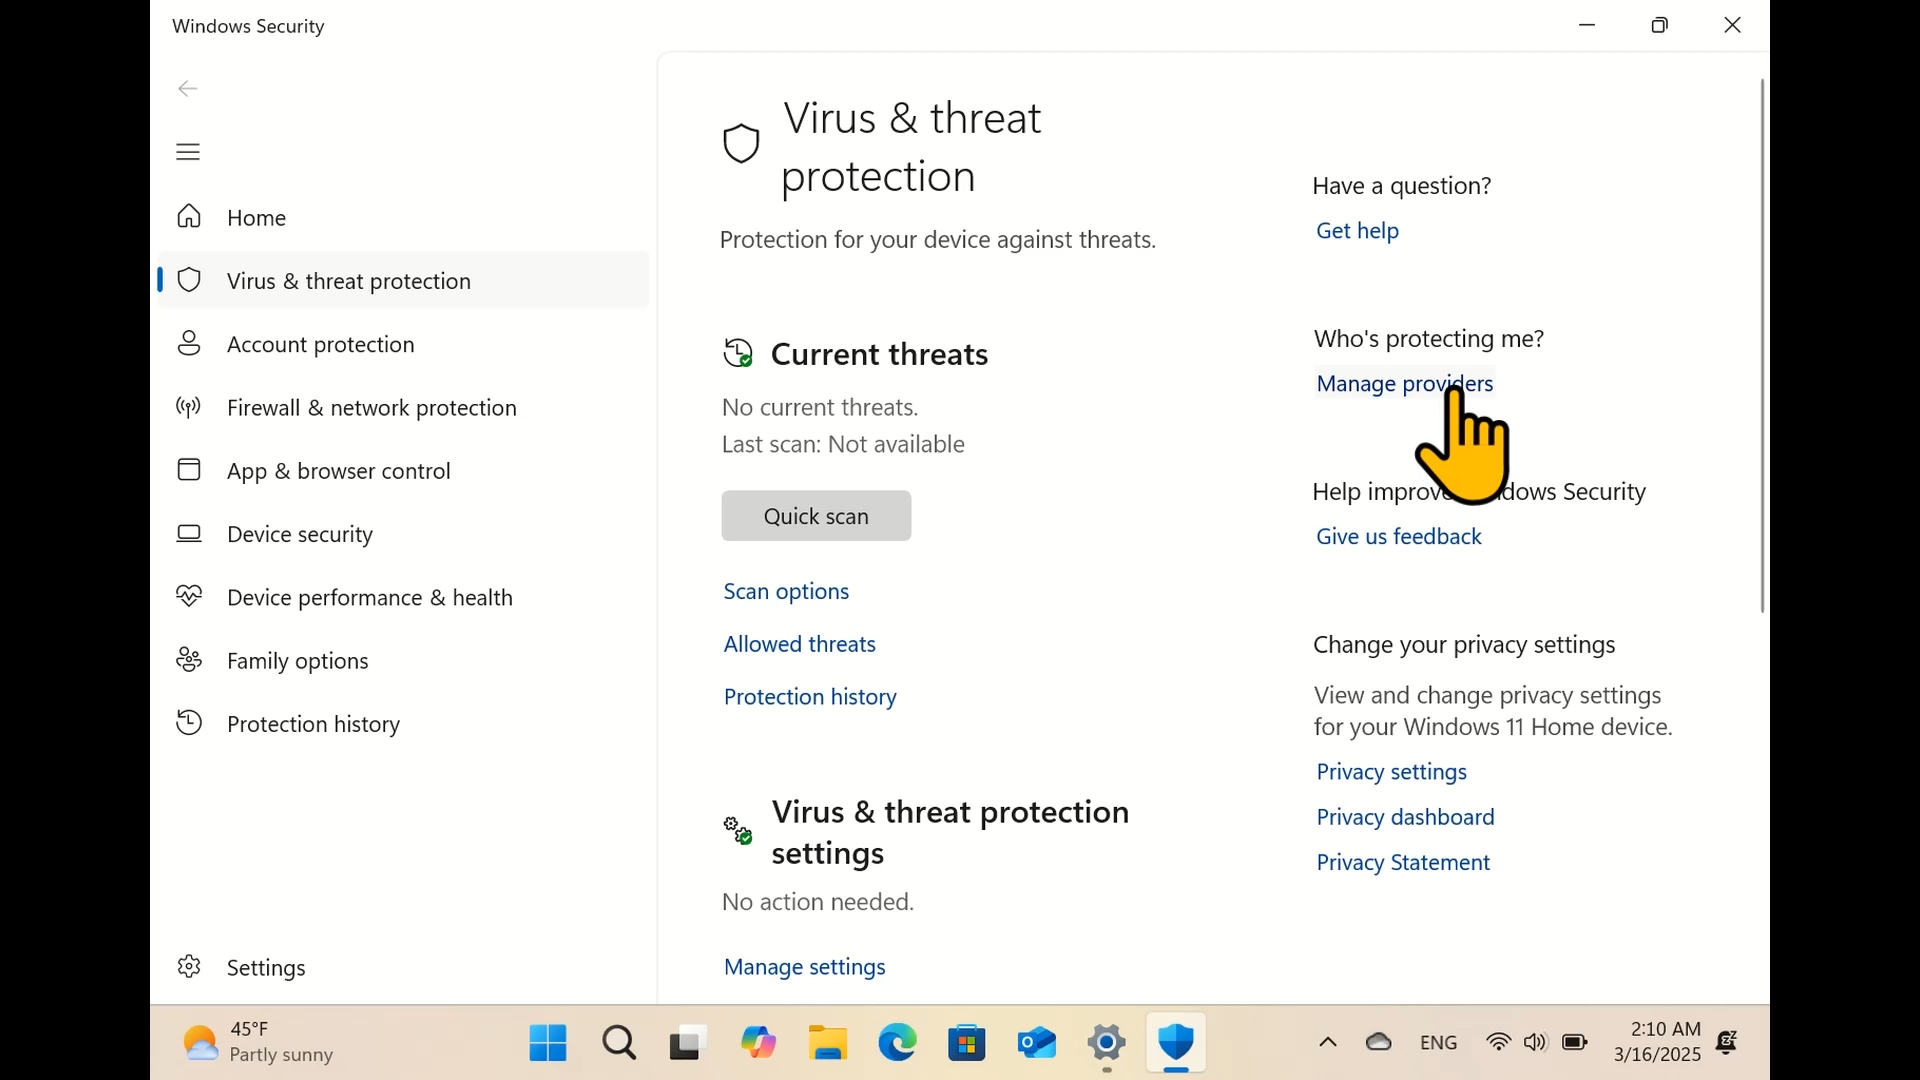 Windows Security
Home
Virus & threat protection
Account protection
Firewall & network protection
App & browser control
Device security
Device performance & health
Family options
Protection history
Settings
Virus & threat
protection
Protection for your device against threats.
Current threats
No current threats.
Last scan: Not available
Quick scan
Scan options
Allowed threats
Protection history
Virus & threat protection
settings
No action needed.
Manage settings
Have a question?
Get help
Who's protecting me?
Manage providers
Help improve dows Security
Give us feedback
Change your privacy settings
View and change privacy settings
for your Windows 11 Home device.
Privacy settings
Privacy dashboard
Privacy Statement
45°F
Partly sunny
ENG
2:10 AM
3/16/2025